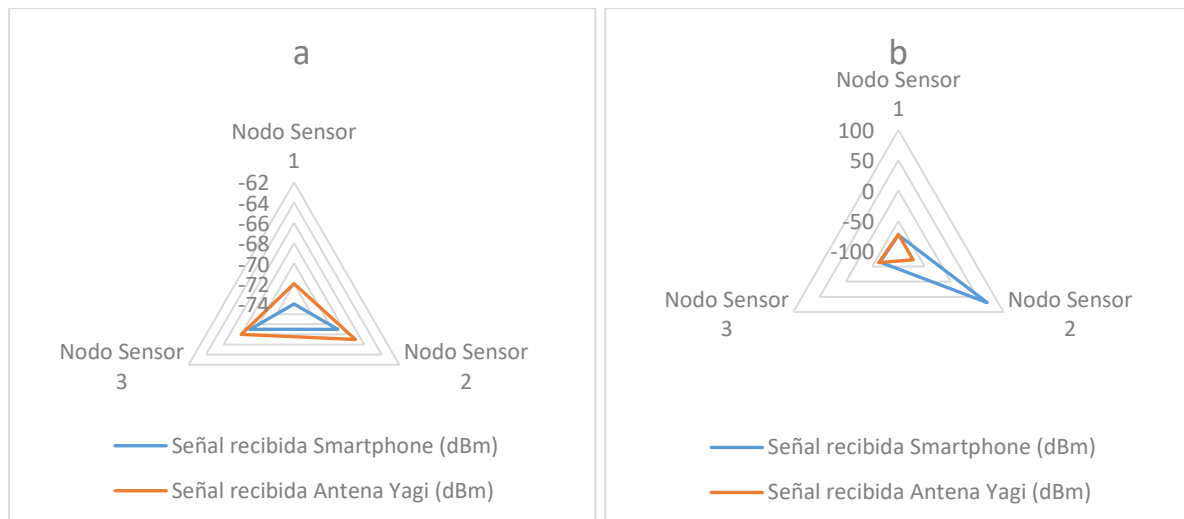 a
Nodo Sensor
1
-62
-64
-66
-68
-70
-72
-74
Nodo Sensor
3
Nodo Sensor
2
Señal recibida Smartphone (dBm)
Señal recibida Antena Yagi (dBm)
b
Nodo Sensor
1
100
50
0
-50
-100
Nodo Sensor
3
Nodo Sensor
2
Señal recibida Smartphone (dBm)
Señal recibida Antena Yagi (dBm)